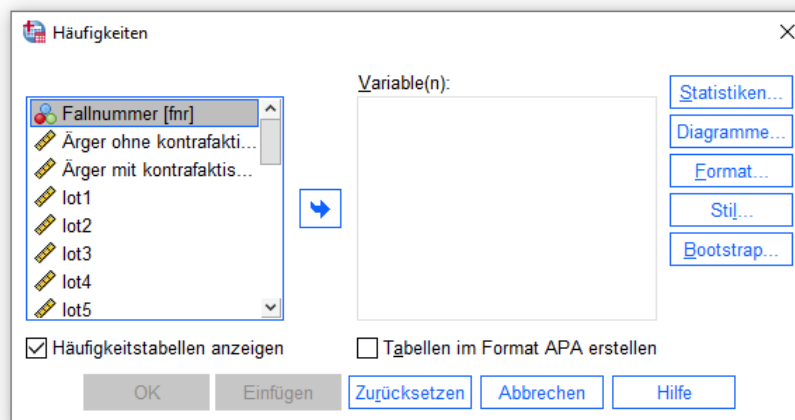 Häufigkeiten
Variable(n):
Fallnummer [fnr]
Ärger ohne kontrafakti...
Ärger mit kontrafaktis...
lot1
lot2
lot3
lot4
lot5
Statistiken...
Diagramme...
Format...
Stil...
Bootstrap...
Häufigkeitstabellen anzeigen
Tabellen im Format APA erstellen
OK
Einfügen
Zurücksetzen
Abbrechen
Hilfe